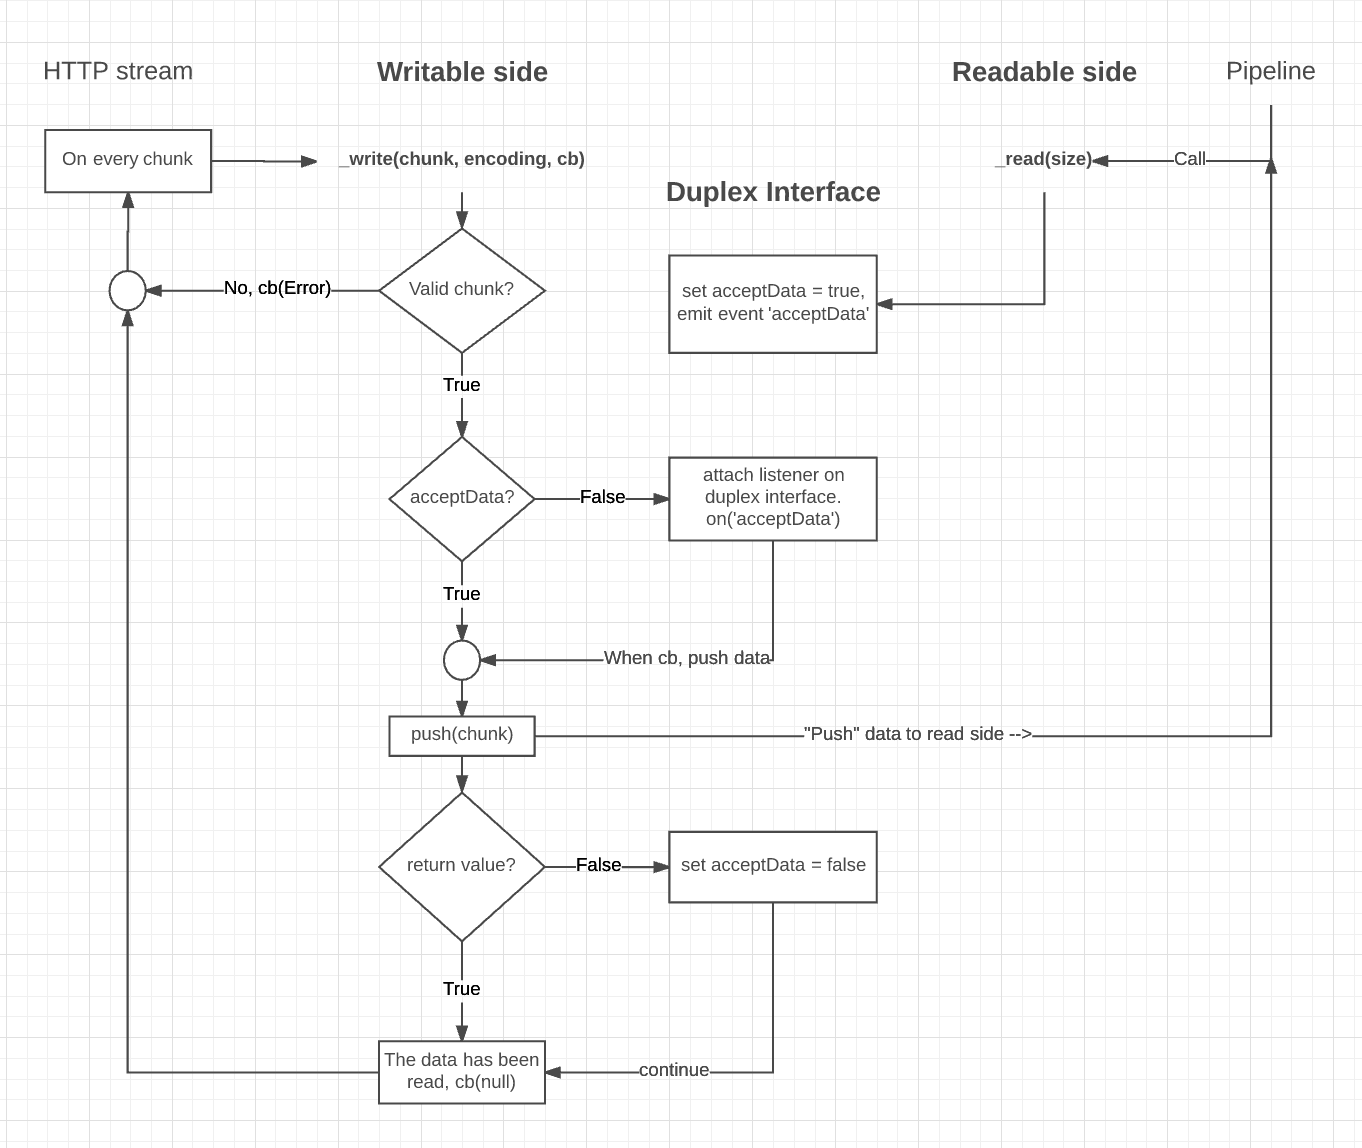 HTTP stream
Writable side
Readable side
Pipeline
On every chunk
_write(chunk, encoding, cb)
_read(size)
Call
Duplex Interface
No, cb(Error)
Valid chunk?
set acceptData = true,
emit event 'acceptData'
True
acceptData?
False
attach listener on
duplex interface.
on('acceptData')
True
When cb, push data
push(chunk)
"Push" data to read side -->
return value?
False
set acceptData = false
True
The data has been
read, cb(null)
continue